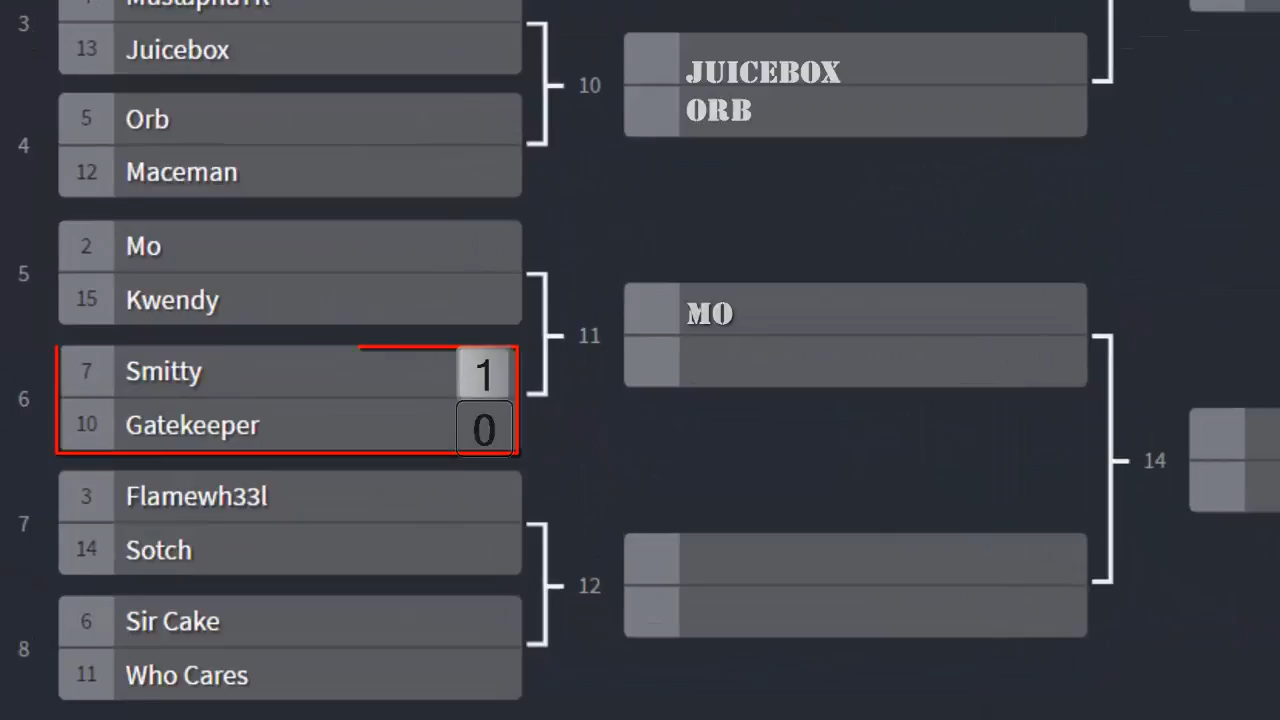 3
13 Juicebox
4
5 Orb
12 Maceman
5
2 Mo
15 Kwendy
6
7 Smitty 1
10 Gatekeeper 0
7
3 Flamewh33l
14 Sotch
8
6 Sir Cake
11 Who Cares
10
JUICEBOX
ORB
11
MO
12
14